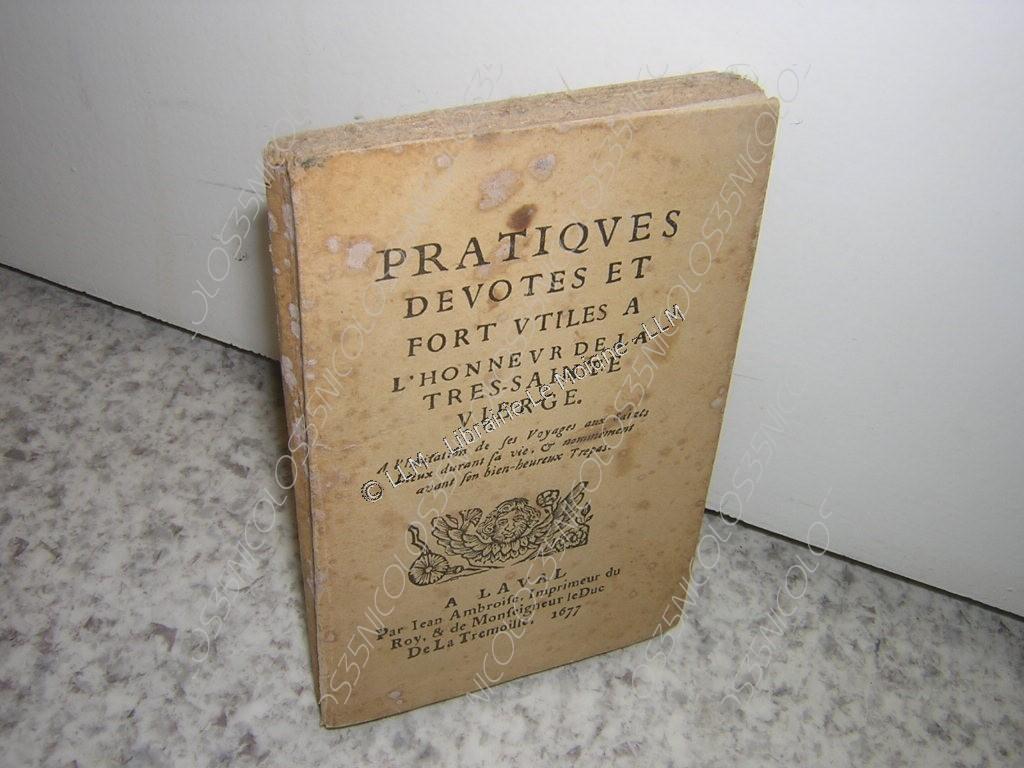 PRATIQVES
DEVOTES ET
FORT VTILES A
L'HONNEVR DE LA
TRES-SAINTE
VIERGE.
A l'Imitation de ſes Voyages aux Saints
Lieux durant ſa vie, & nommément
avant ſon bien-heureux Trepas.
A LAVAL
Par Iean Ambroiſe, Imprimeur du
Roy, & de Monſeigneur le Duc
De La Tremoille, 1677
© LLM - Librairie Le Moigne - LLM
NICOLOS35